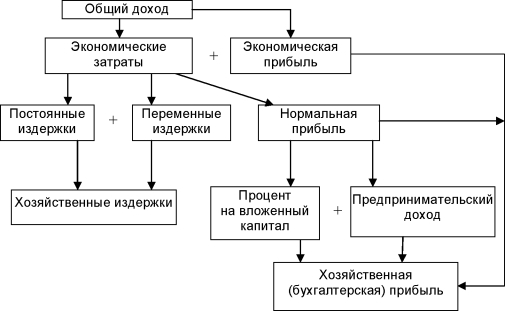 Общий доход
Экономические
затраты
+
Экономическая
прибыль
Постоянные
издержки
+
Переменные
издержки
Нормальная
прибыль
Хозяйственные издержки
Процент
на вложенный
капитал
+
Предпринимательский
доход
Хозяйственная
(бухгалтерская) прибыль